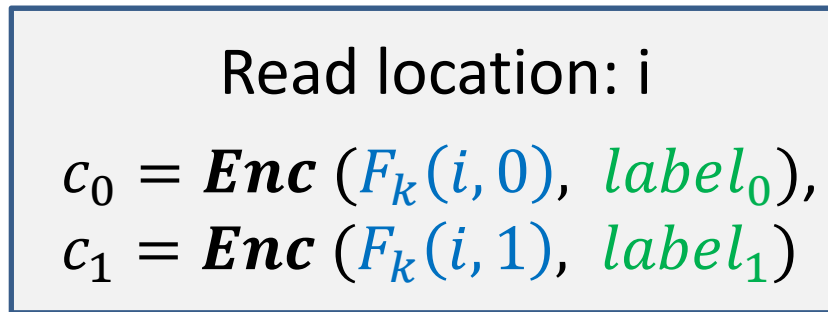 Read location: i
c₀ = Enc (Fₖ(i, 0), label₀),
c₁ = Enc (Fₖ(i, 1), label₁)